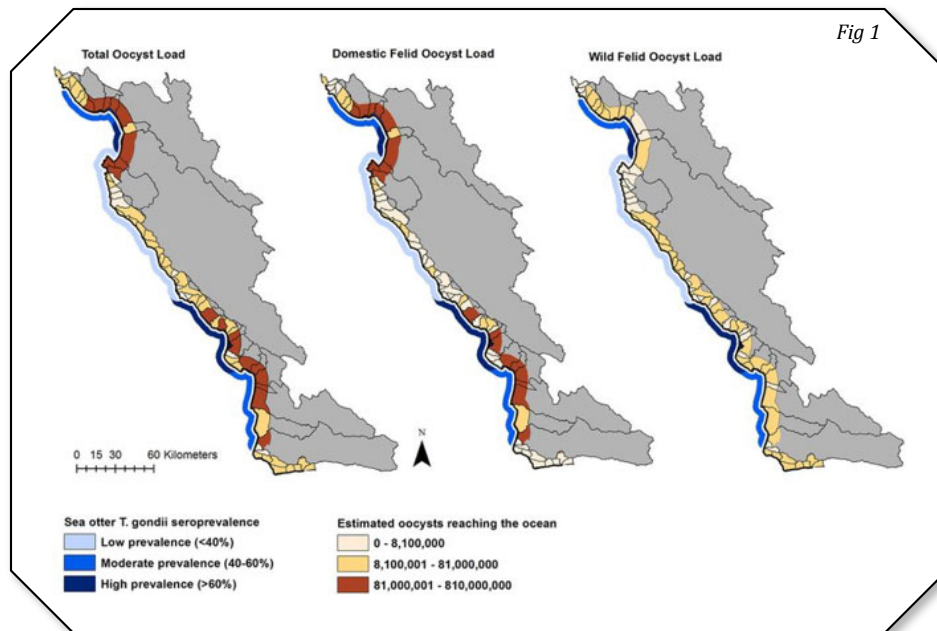 Fig 1
Total Oocyst Load
Domestic Felid Oocyst Load
Wild Felid Oocyst Load
N
0 15 30 60 Kilometers
Sea otter T. gondii seroprevalence
Low prevalence (<40%)
Moderate prevalence (40-60%)
High prevalence (>60%)
Estimated oocysts reaching the ocean
0 - 8,100,000
8,100,001 - 81,000,000
81,000,001 - 810,000,000